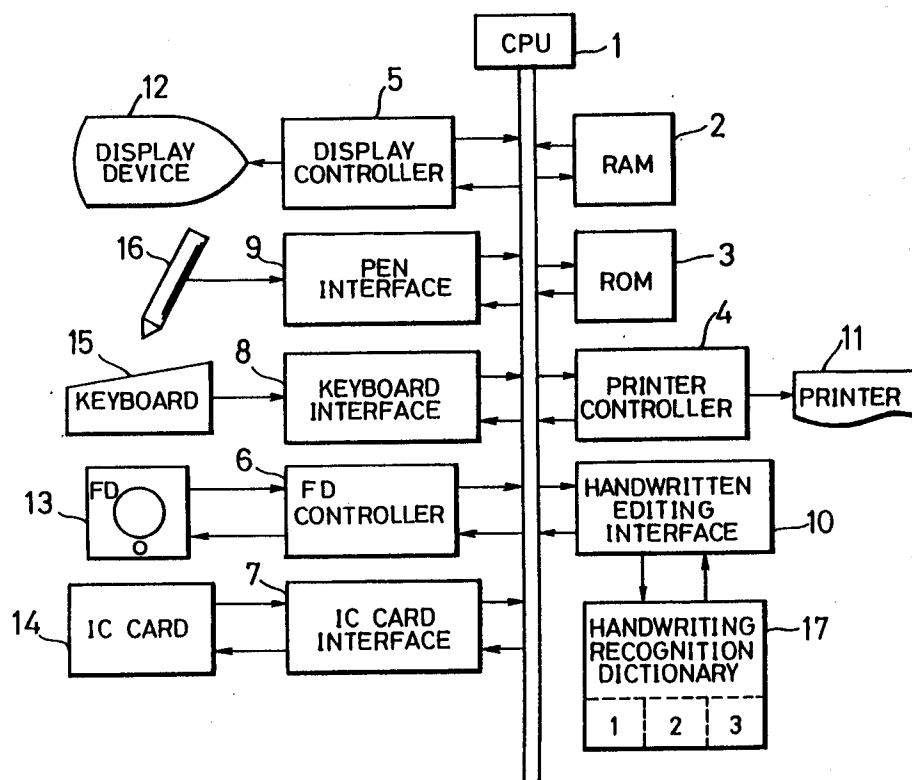 CPU
1
12
DISPLAY
DEVICE
5
DISPLAY
CONTROLLER
2
RAM
16
9
PEN
INTERFACE
3
ROM
15
KEYBOARD
8
KEYBOARD
INTERFACE
4
PRINTER
CONTROLLER
11
PRINTER
13
FD
6
FD
CONTROLLER
HANDWRITTEN
EDITING
INTERFACE
10
14
IC CARD
7
IC CARD
INTERFACE
HANDWRITING
RECOGNITION
DICTIONARY
17
1 2 3